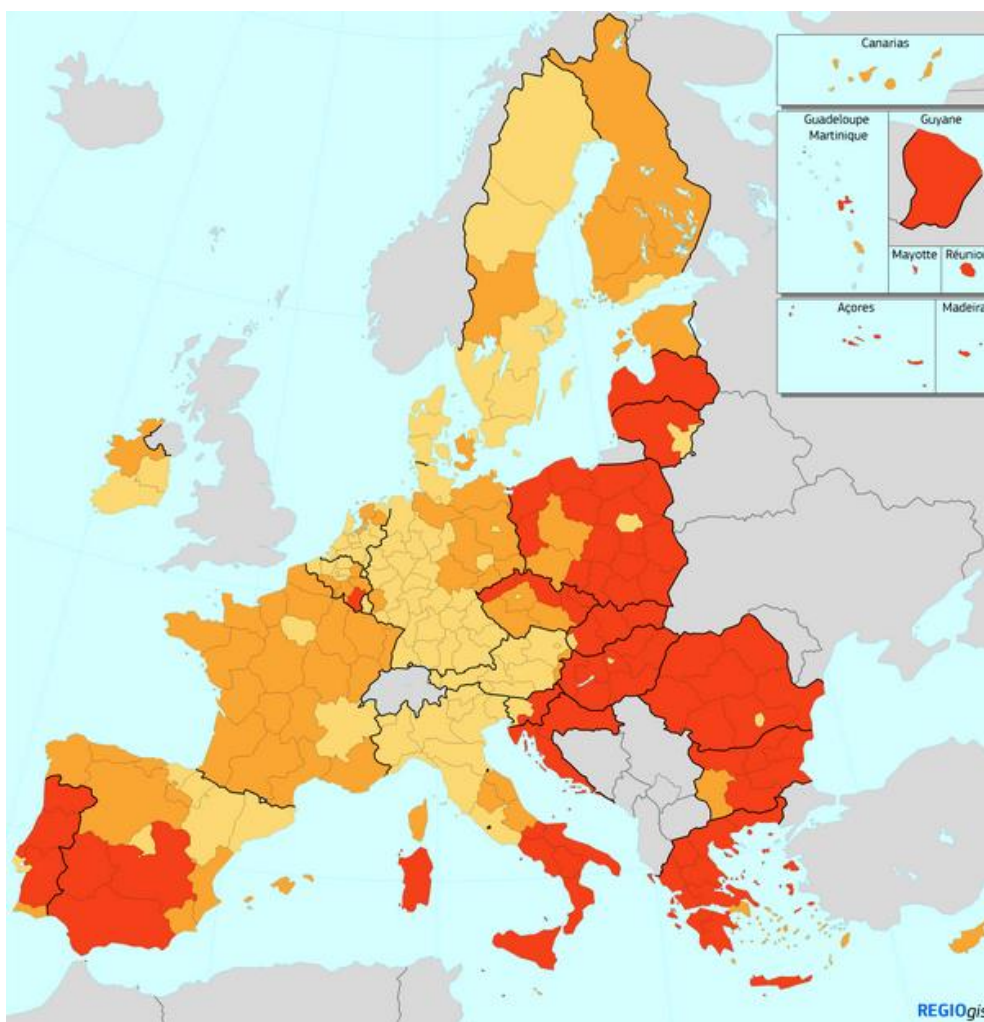 Canarias
Guadeloupe
Martinique
Guyane
Mayotte
Réunion
Açores
Madeira
REGIOgis